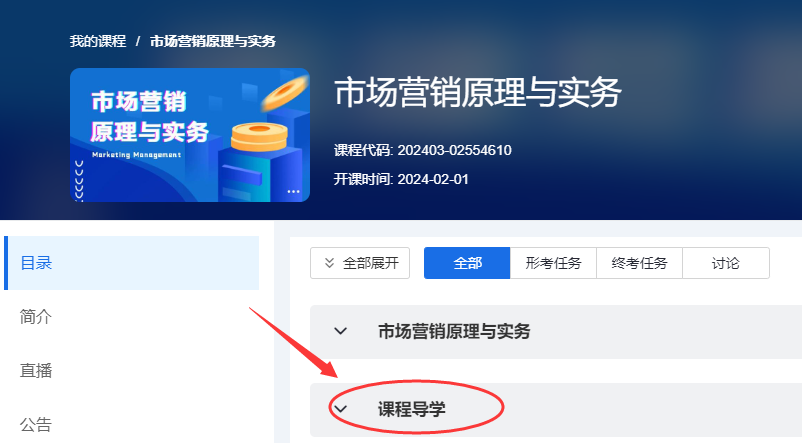 我的课程 / 市场营销原理与实务
市场营销
原理与实务
Marketing Management
市场营销原理与实务
课程代码: 202403-02554610
开课时间: 2024-02-01
目录
简介
直播
公告
全部展开 全部 形考任务 终考任务 讨论
市场营销原理与实务
课程导学